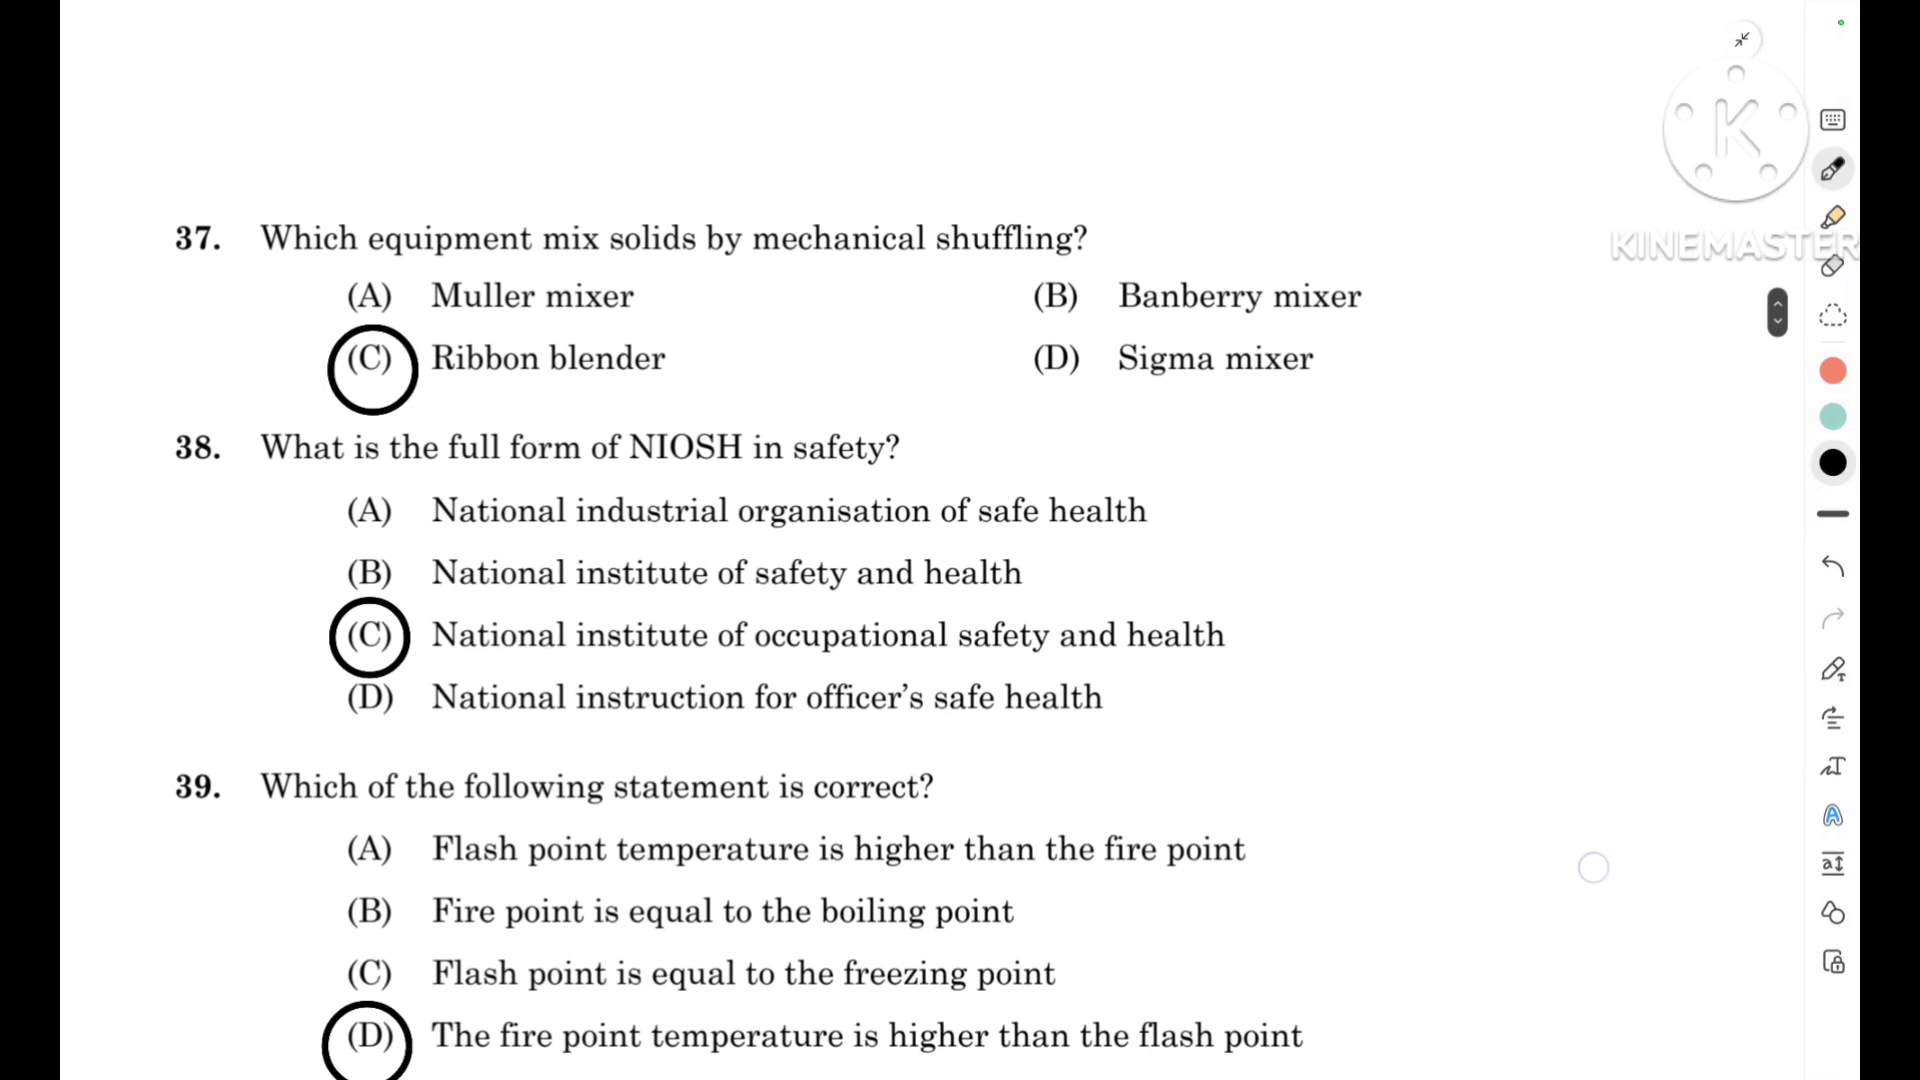 K
KINEMASTER
37. Which equipment mix solids by mechanical shuffling?
(A) Muller mixer (B) Banberry mixer
(C) Ribbon blender (D) Sigma mixer
38. What is the full form of NIOSH in safety?
(A) National industrial organisation of safe health
(B) National institute of safety and health
(C) National institute of occupational safety and health
(D) National instruction for officer’s safe health
39. Which of the following statement is correct?
(A) Flash point temperature is higher than the fire point
(B) Fire point is equal to the boiling point
(C) Flash point is equal to the freezing point
(D) The fire point temperature is higher than the flash point